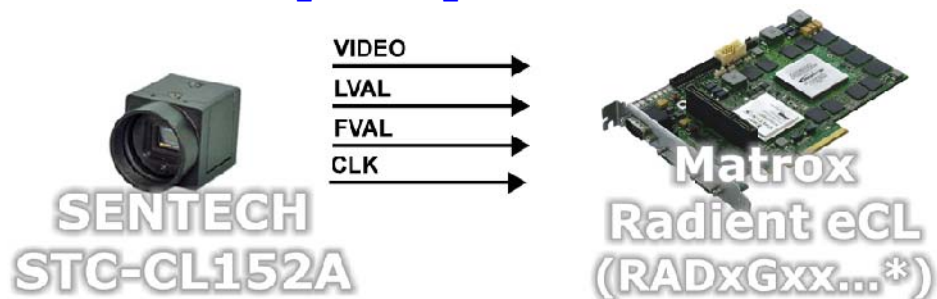 VIDEO
LVAL
FVAL
CLK
SENTECH
STC-CL152A
Matrox
Radient eCL
(RADxGxx...*)